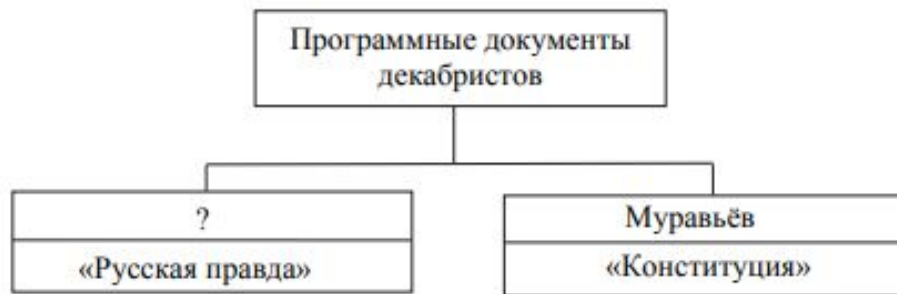 Программные документы
декабристов
?
«Русская правда»
Муравьёв
«Конституция»